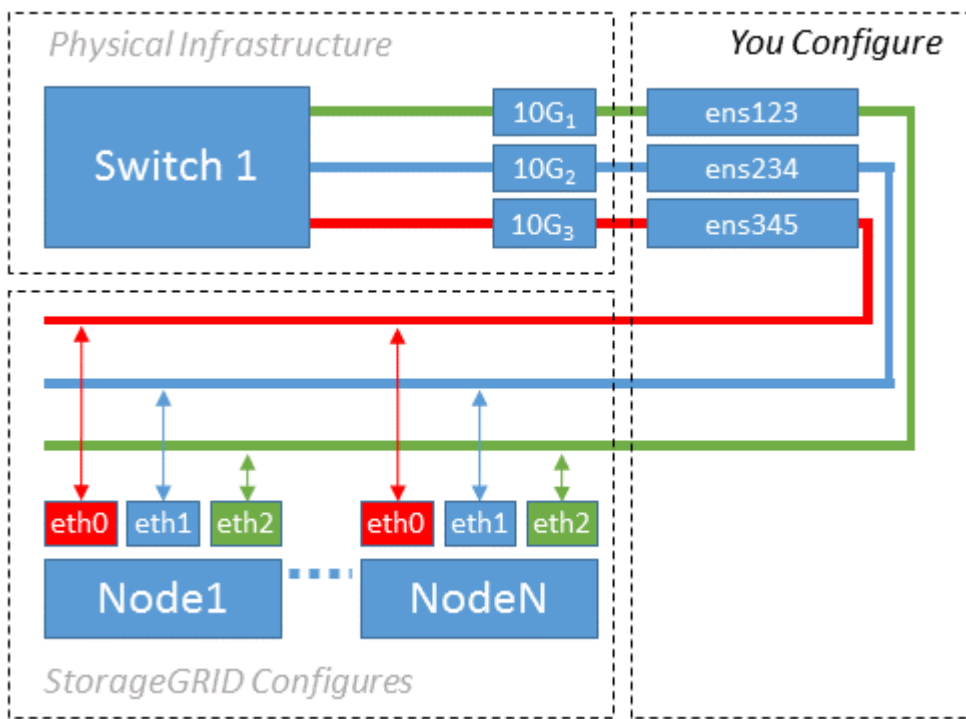 Physical Infrastructure
You Configure
Switch 1
10G₁
ens123
10G₂
ens234
10G₃
ens345
eth0 eth1 eth2
eth0 eth1 eth2
Node1
NodeN
StorageGRID Configures